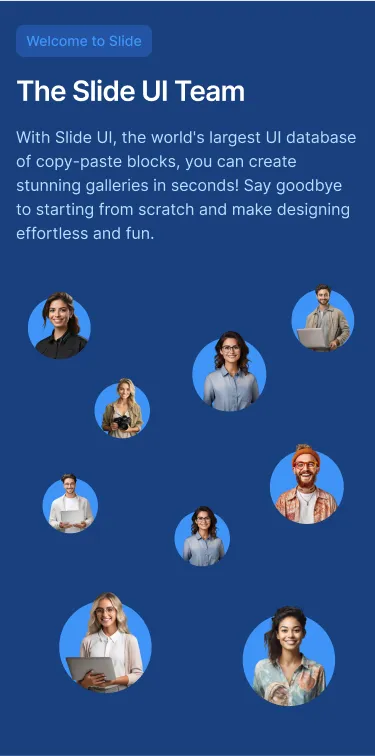 Welcome to Slide
The Slide UI Team
With Slide UI, the world's largest UI database
of copy-paste blocks, you can create
stunning galleries in seconds! Say goodbye
to starting from scratch and make designing
effortless and fun.